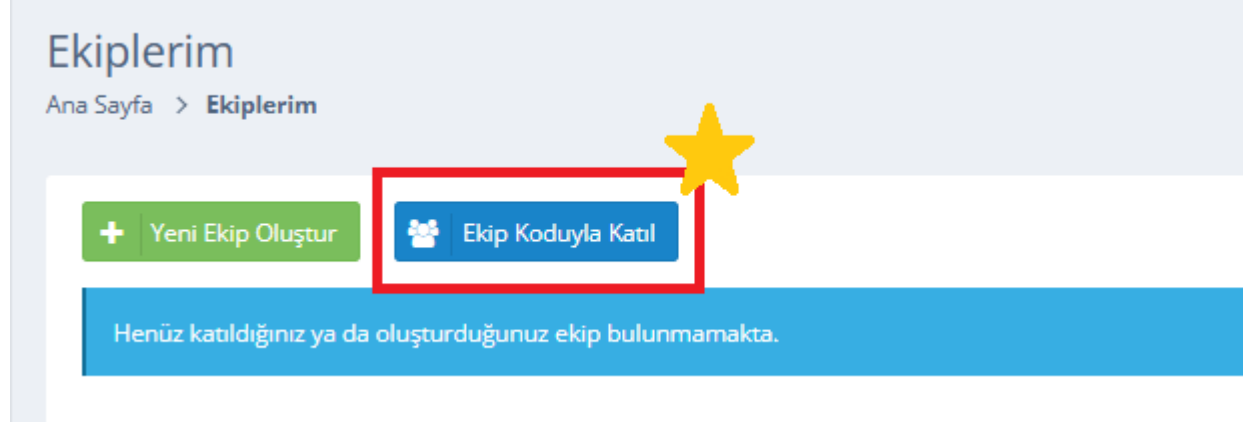 Ekiplerim
Ana Sayfa > Ekiplerim
Yeni Ekip Oluştur
Ekip Koduyla Katıl
Henüz katıldığınız ya da oluşturduğunuz ekip bulunmamakta.